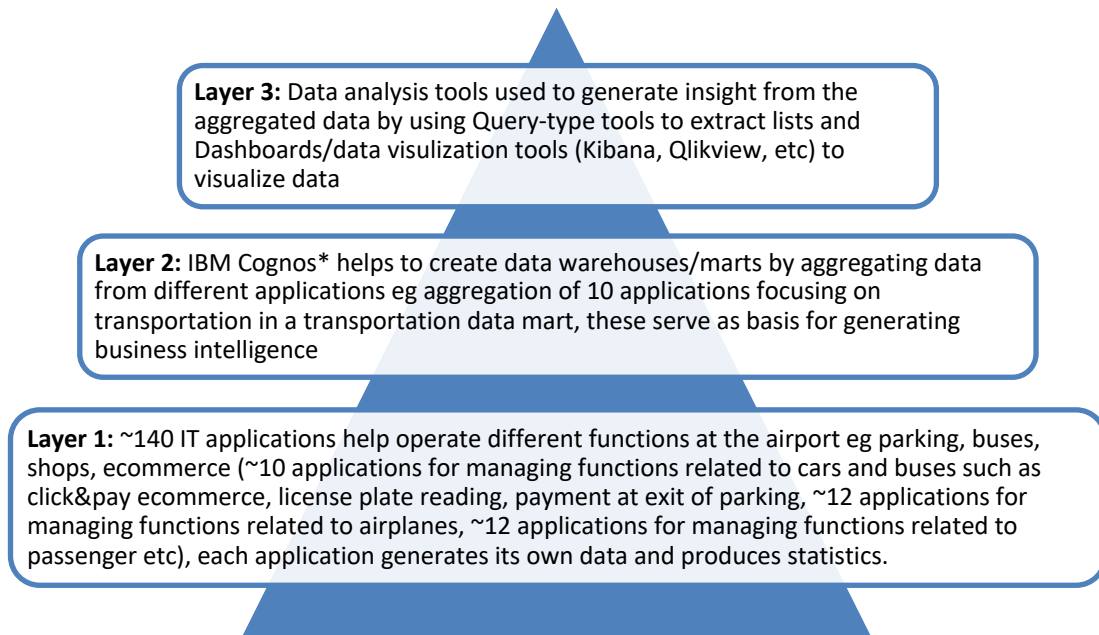 Layer 3: Data analysis tools used to generate insight from the
aggregated data by using Query-type tools to extract lists and
Dashboards/data visulization tools (Kibana, Qlikview, etc) to
visualize data
Layer 2: IBM Cognos* helps to create data warehouses/marts by aggregating data
from different applications eg aggregation of 10 applications focusing on
transportation in a transportation data mart, these serve as basis for generating
business intelligence
Layer 1: ~140 IT applications help operate different functions at the airport eg parking, buses,
shops, ecommerce (~10 applications for managing functions related to cars and buses such as
click&pay ecommerce, license plate reading, payment at exit of parking, ~12 applications for
managing functions related to airplanes, ~12 applications for managing functions related to
passenger etc), each application generates its own data and produces statistics.